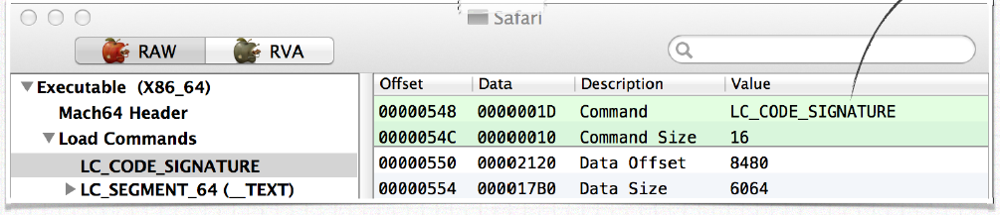 Safari
RAW RVA
Executable (X86_64)
Mach64 Header
Load Commands
LC_CODE_SIGNATURE
LC_SEGMENT_64 (__TEXT)
Offset Data Description Value
00000548 0000001D Command LC_CODE_SIGNATURE
0000054C 00000010 Command Size 16
00000550 00002120 Data Offset 8480
00000554 000017B0 Data Size 6064